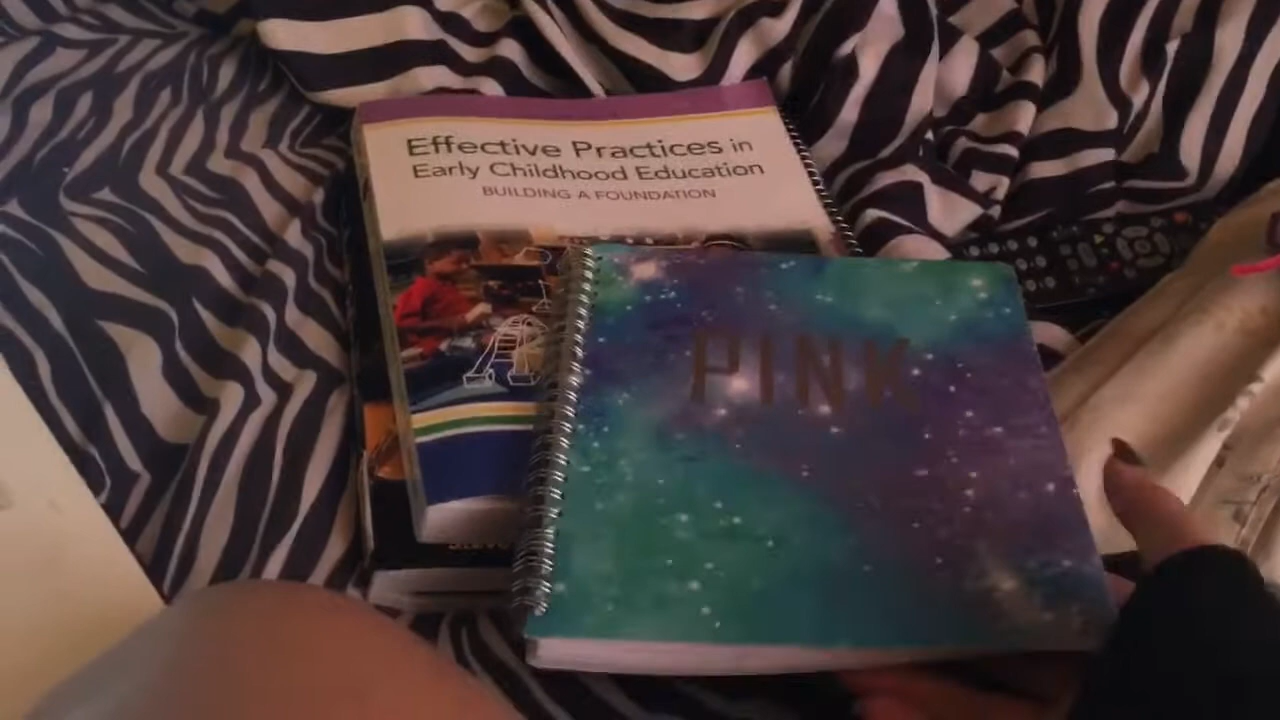 Effective Practices in
Early Childhood Education
BUILDING A FOUNDATION
PINK